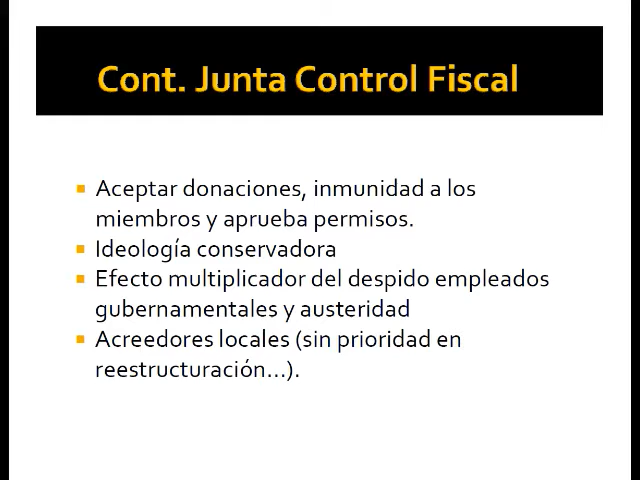 Cont. Junta Control Fiscal
Aceptar donaciones, inmunidad a los
miembros y aprueba permisos.
Ideología conservadora
Efecto multiplicador del despido empleados
gubernamentales y austeridad
Acreedores locales (sin prioridad en
reestructuración...).